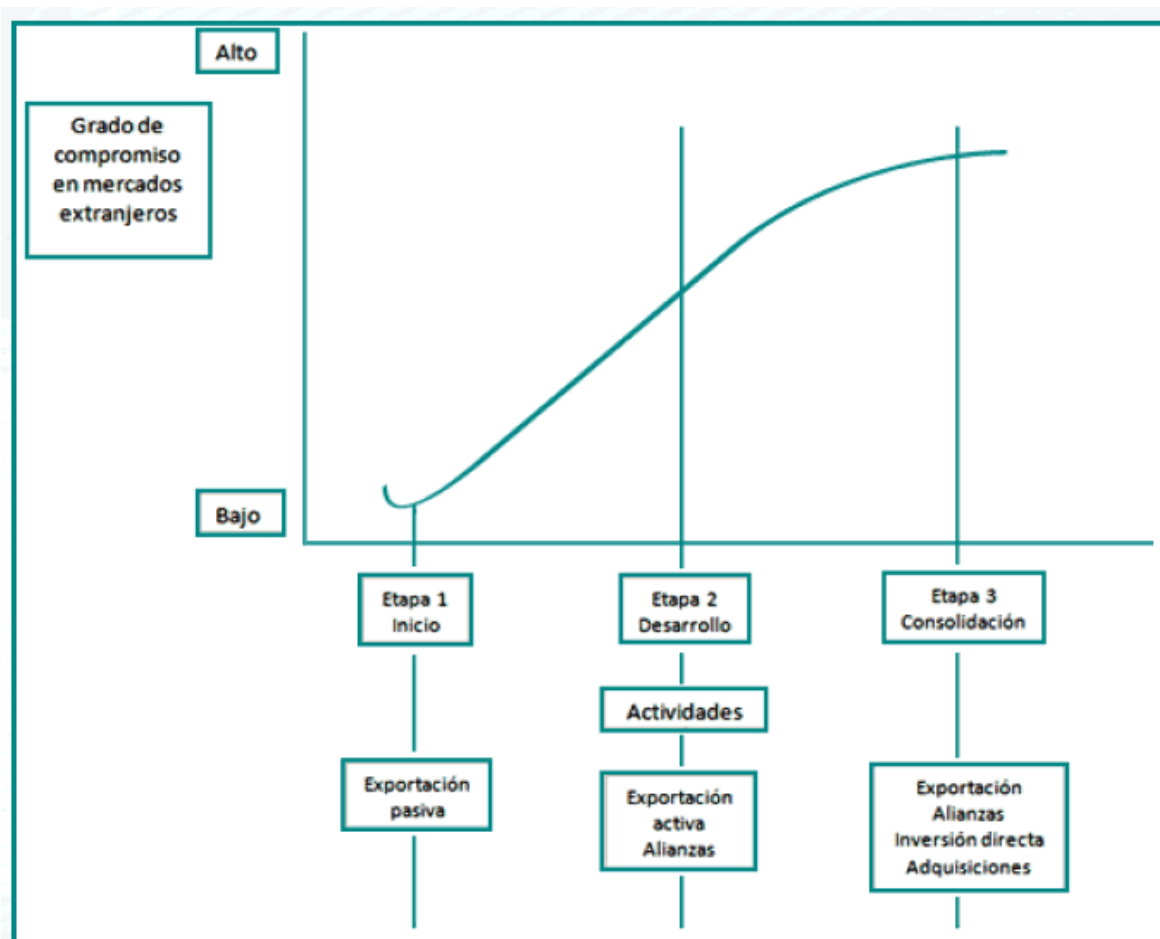 Alto
Grado de
compromiso
en mercados
extranjeros
Bajo
Etapa 1
Inicio
Etapa 2
Desarrollo
Etapa 3
Consolidación
Actividades
Exportación
pasiva
Exportación
activa
Alianzas
Exportación
Alianzas
Inversión directa
Adquisiciones